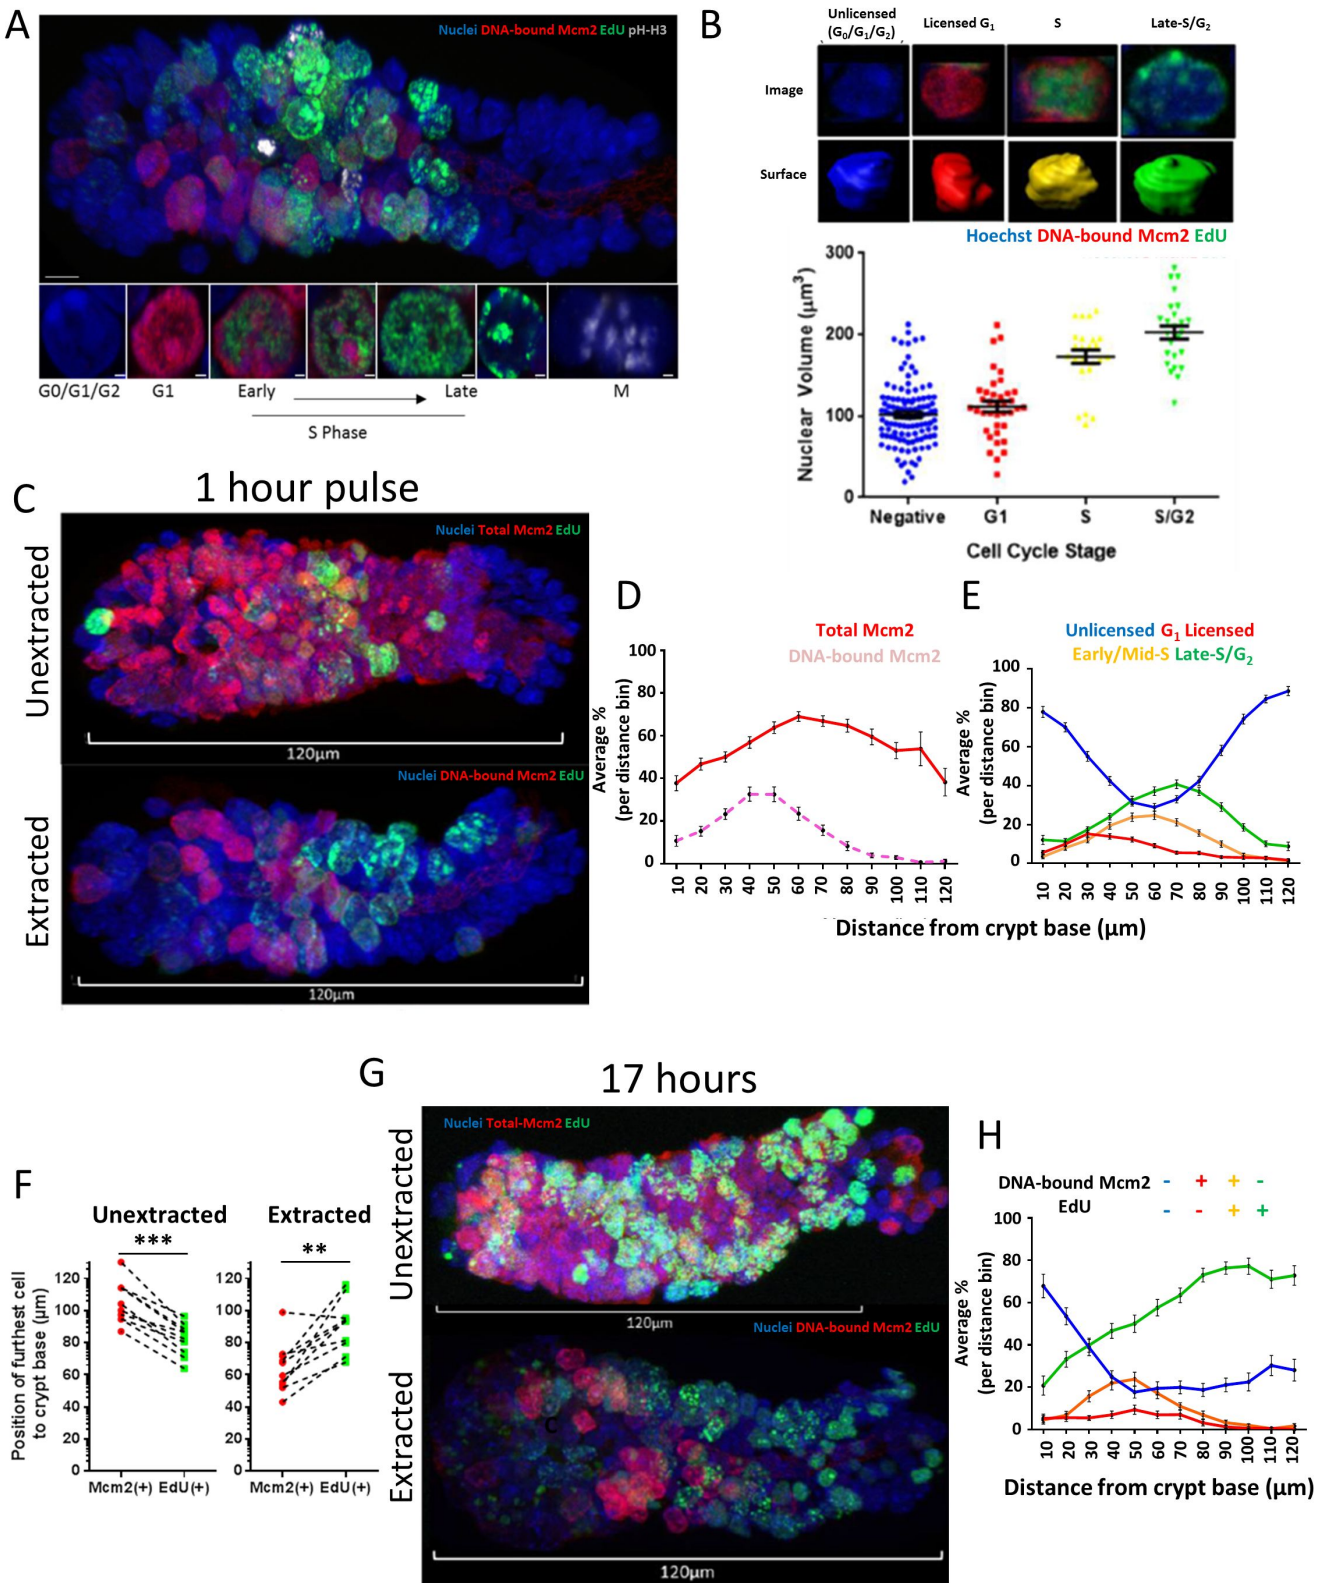 A
Nuclei DNA-bound Mcm2 EdU pH-H3
G0/G1/G2
G1
Early
Late
M
S Phase
B
Unlicensed
(G0/G1/G2)
Licensed G1
S
Late-S/G2
Image
Surface
Hoechst DNA-bound Mcm2 EdU
Nuclear Volume (µm³)
300
200
100
0
Negative
G1
S
S/G2
Cell Cycle Stage
C
1 hour pulse
Unextracted
Nuclei Total Mcm2 EdU
120µm
Extracted
Nuclei DNA-bound Mcm2 EdU
120µm
D
Total Mcm2
DNA-bound Mcm2
Average %
(per distance bin)
100
80
60
40
20
0
10 20 30 40 50 60 70 80 90 100 110 120
E
Unlicensed G1 Licensed
Early/Mid-S Late-S/G2
Average %
(per distance bin)
100
80
60
40
20
0
10 20 30 40 50 60 70 80 90 100 110 120
Distance from crypt base (µm)
F
Unextracted
Extracted
***
**
Position of furthest cell
to crypt base (µm)
120
100
80
60
40
20
0
Mcm2(+) EdU(+)
120
100
80
60
40
20
0
Mcm2(+) EdU(+)
G
17 hours
Unextracted
Nuclei Total-Mcm2 EdU
120µm
Extracted
Nuclei DNA-bound Mcm2 EdU
C
120µm
H
DNA-bound Mcm2 - + + -
EdU - - + +
Average %
(per distance bin)
100
80
60
40
20
0
10 20 30 40 50 60 70 80 90 100 110 120
Distance from crypt base (µm)